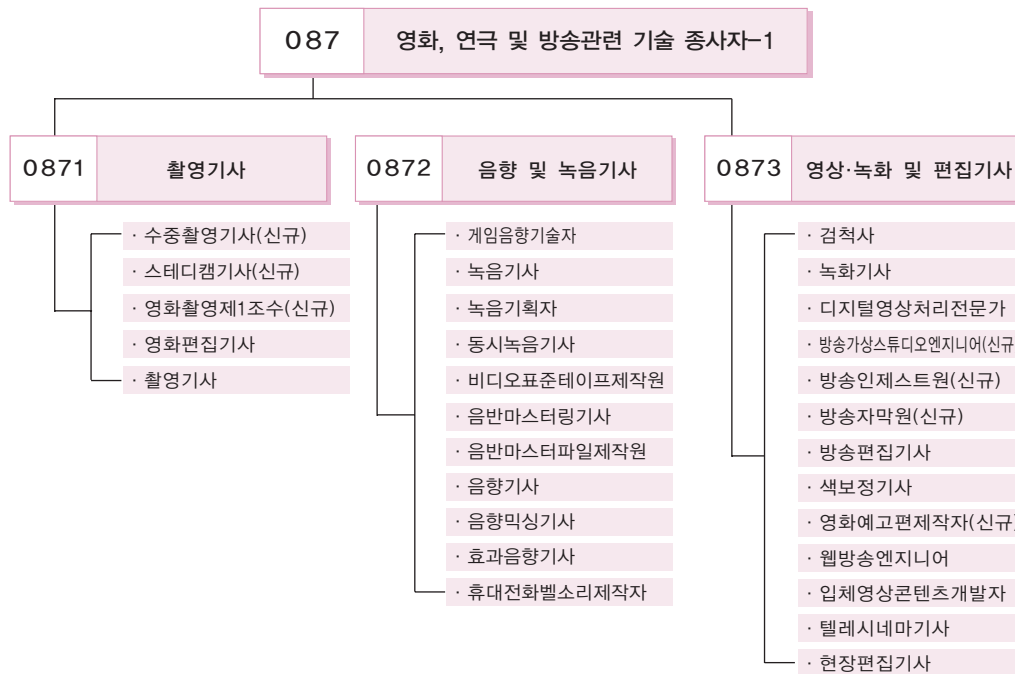 087 영화, 연극 및 방송관련 기술 종사자-1
0871 촬영기사
· 수중촬영기사(신규)
· 스테디캠기사(신규)
· 영화촬영제1조수(신규)
· 영화편집기사
· 촬영기사
0872 음향 및 녹음기사
· 게임음향기술자
· 녹음기사
· 녹음기획자
· 동시녹음기사
· 비디오표준테이프제작원
· 음반마스터링기사
· 음반마스터파일제작원
· 음향기사
· 음향믹싱기사
· 효과음향기사
· 휴대전화벨소리제작자
0873 영상·녹화 및 편집기사
· 검척사
· 녹화기사
· 디지털영상처리전문가
· 방송가상스튜디오엔지니어(신규
· 방송인제스트원(신규)
· 방송자막원(신규)
· 방송편집기사
· 색보정기사
· 영화예고편제작자(신규)
· 웹방송엔지니어
· 입체영상콘텐츠개발자
· 텔레시네마기사
· 현장편집기사